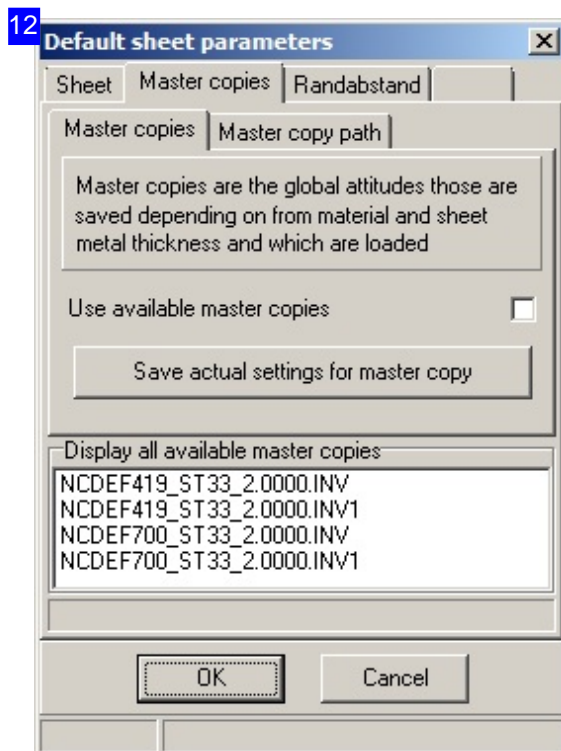 12
Default sheet parameters
Sheet Master copies Randabstand
Master copies Master copy path
Master copies are the global attitudes those are
saved depending on from material and sheet
metal thickness and which are loaded
Use available master copies
Save actual settings for master copy
Display all available master copies
NCDEF419_ST33_2.0000.INV
NCDEF419_ST33_2.0000.INV1
NCDEF700_ST33_2.0000.INV
NCDEF700_ST33_2.0000.INV1
OK Cancel